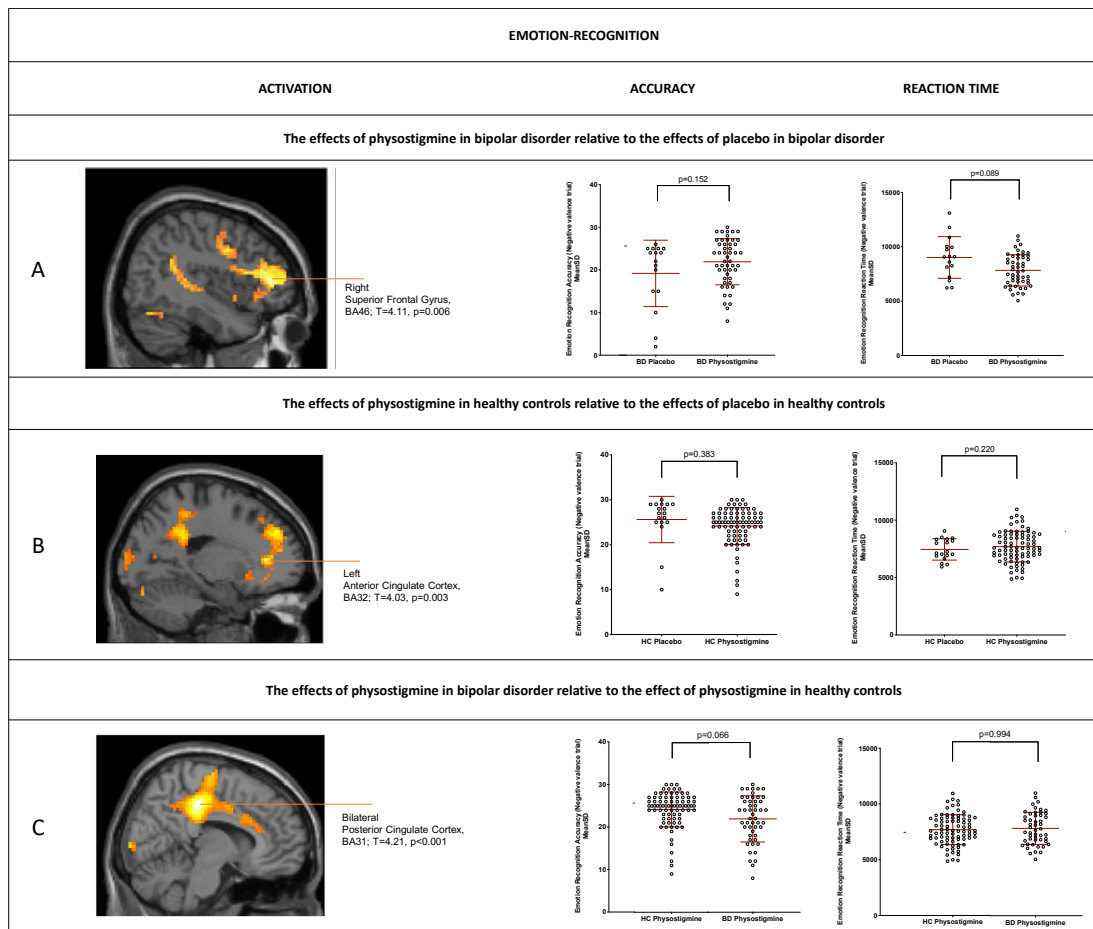 EMOTION-RECOGNITION
ACTIVATION
ACCURACY
REACTION TIME
The effects of physostigmine in bipolar disorder relative to the effects of placebo in bipolar disorder
A
Right
Superior Frontal Gyrus,
BA46; T=4.11, p=0.006
Emotion Recognition Accuracy (Negative valence trial)
MeanSD
40
30
20
10
0
p=0.152
BD Placebo
BD Physostigmine
Emotion Recognition Reaction Time (Negative valence trial)
MeanSD
15000
10000
5000
0
p=0.089
BD Placebo
BD Physostigmine
The effects of physostigmine in healthy controls relative to the effects of placebo in healthy controls
B
Left
Anterior Cingulate Cortex,
BA32; T=4.03, p=0.003
Emotion Recognition Accuracy (Negative valence trial)
MeanSD
40
30
20
10
0
p=0.383
HC Placebo
HC Physostigmine
Emotion Recognition Reaction Time (Negative valence trial)
MeanSD
15000
10000
5000
0
p=0.220
HC Placebo
HC Physostigmine
The effects of physostigmine in bipolar disorder relative to the effect of physostigmine in healthy controls
C
Bilateral
Posterior Cingulate Cortex,
BA31; T=4.21, p<0.001
Emotion Recognition Accuracy (Negative valence trial)
MeanSD
40
30
20
10
0
p=0.066
HC Physostigmine
BD Physostigmine
Emotion Recognition Reaction Time (Negative valence trial)
MeanSD
15000
10000
5000
0
p=0.994
HC Physostigmine
BD Physostigmine